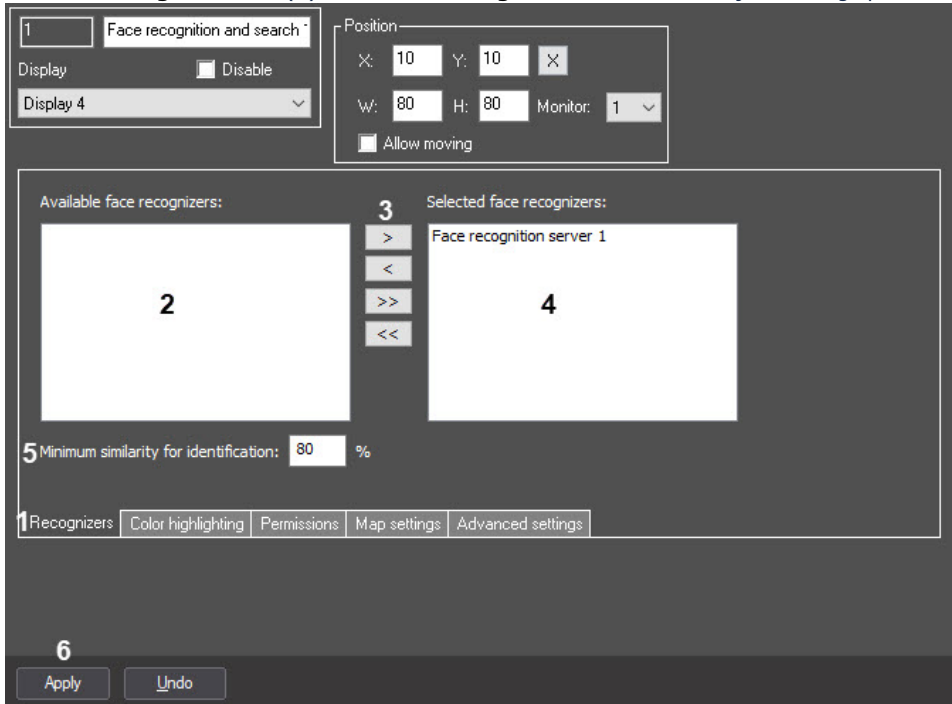 1
Face recognition and search
Display
Disable
Display 4
Position
X: 10 Y: 10 X
W: 80 H: 80 Monitor: 1
Allow moving
Available face recognizers:
3
Selected face recognizers:
>
<
>>
<<
2
Face recognition server 1
4
5 Minimum similarity for identification: 80 %
1 Recognizers Color highlighting Permissions Map settings Advanced settings
6
Apply Undo